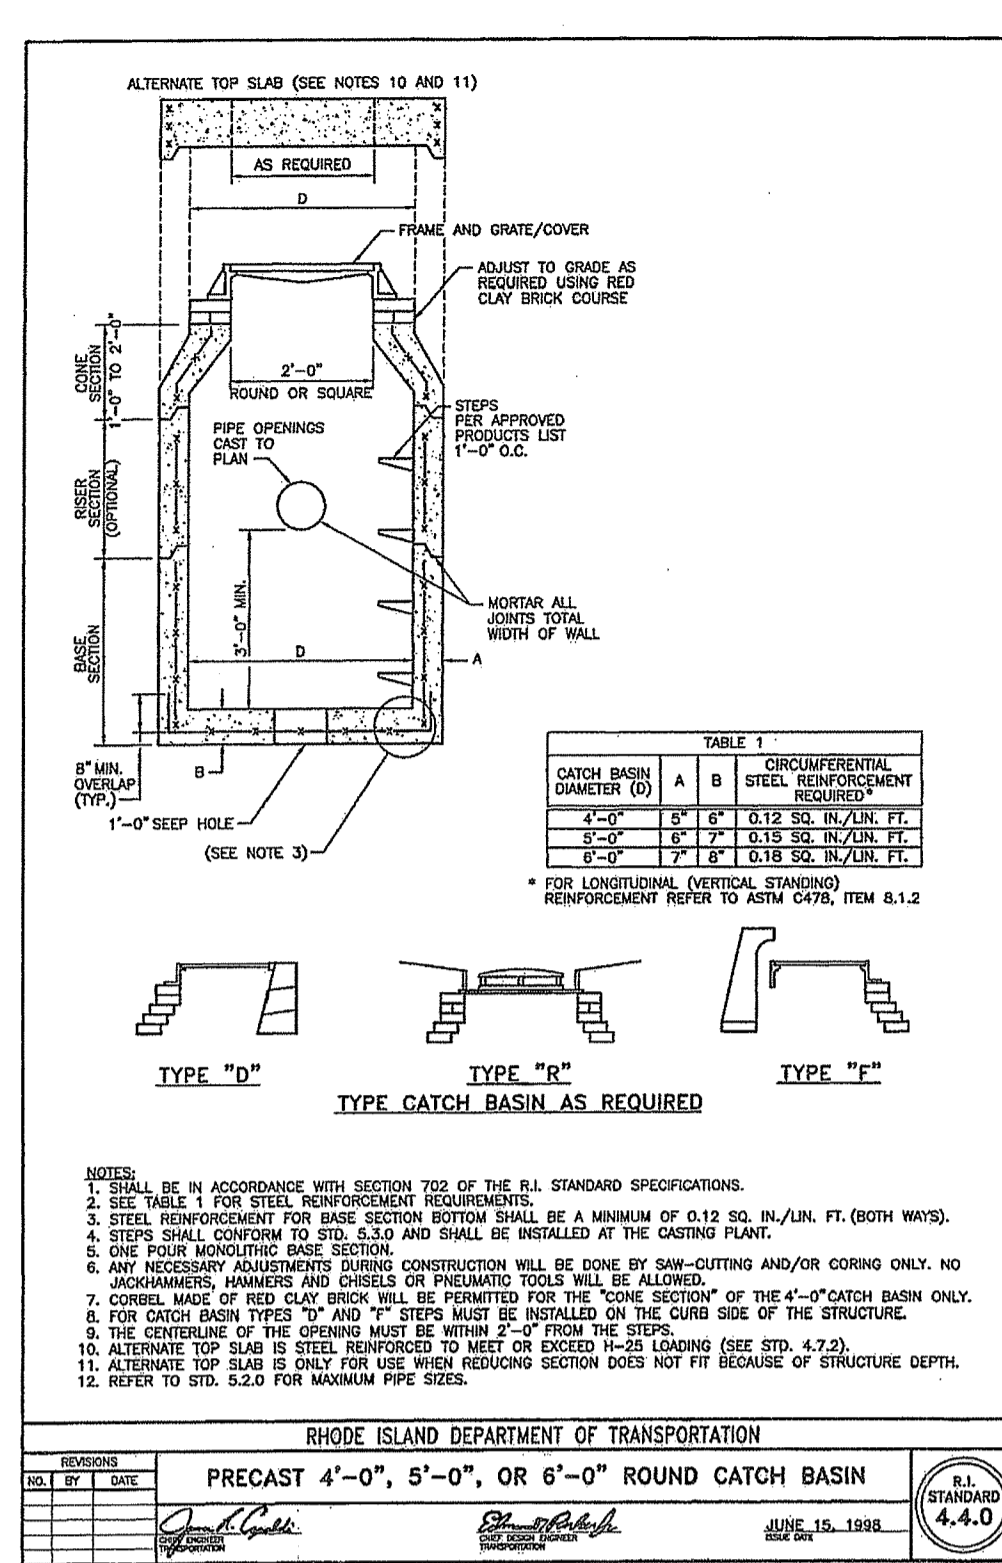 ALTERNATE TOP SLAB (SEE NOTES 10 AND 11)
AS REQUIRED
D
FRAME AND GRATE/COVER
ADJUST TO GRADE AS
REQUIRED USING RED
CLAY BRICK COURSE
CONE
SECTION
1'-0" TO 2'-0"
2'-0"
ROUND OR SQUARE
STEPS
PER APPROVED
PRODUCTS LIST
1'-0" O.C.
PIPE OPENINGS
CAST TO
PLAN
RISER
SECTION
(OPTIONAL)
3'-0" MIN.
MORTAR ALL
JOINTS TOTAL
WIDTH OF WALL
BASE
SECTION
D
A
8" MIN.
OVERLAP
(TYP.)
B
1'-0" SEEP HOLE
(SEE NOTE 3)
TABLE 1
CATCH BASIN DIAMETER (D) A B CIRCUMFERENTIAL STEEL REINFORCEMENT REQUIRED*
4'-0" 5" 6" 0.12 SQ. IN./LIN. FT.
5'-0" 6" 7" 0.15 SQ. IN./LIN. FT.
6'-0" 7" 8" 0.18 SQ. IN./LIN. FT.
* FOR LONGITUDINAL (VERTICAL STANDING)
REINFORCEMENT REFER TO ASTM C478, ITEM 8.1.2
TYPE "D" TYPE "R" TYPE "F"
TYPE CATCH BASIN AS REQUIRED
NOTES:
1. SHALL BE IN ACCORDANCE WITH SECTION 702 OF THE R.I. STANDARD SPECIFICATIONS.
2. SEE TABLE 1 FOR STEEL REINFORCEMENT REQUIREMENTS.
3. STEEL REINFORCEMENT FOR BASE SECTION BOTTOM SHALL BE A MINIMUM OF 0.12 SQ. IN./LIN. FT. (BOTH WAYS).
4. STEPS SHALL CONFORM TO STD. 5.3.0 AND SHALL BE INSTALLED AT THE CASTING PLANT.
5. ONE POUR MONOLITHIC BASE SECTION.
6. ANY NECESSARY ADJUSTMENTS DURING CONSTRUCTION WILL BE DONE BY SAW-CUTTING AND/OR CORING ONLY. NO
JACKHAMMERS, HAMMERS AND CHISELS OR PNEUMATIC TOOLS WILL BE ALLOWED.
7. CORBEL MADE OF RED CLAY BRICK WILL BE PERMITTED FOR THE "CONE SECTION" OF THE 4'-0" CATCH BASIN ONLY.
8. FOR CATCH BASIN TYPES "D" AND "F" STEPS MUST BE INSTALLED ON THE CURB SIDE OF THE STRUCTURE.
9. THE CENTERLINE OF THE OPENING MUST BE WITHIN 2'-0" FROM THE STEPS.
10. ALTERNATE TOP SLAB IS STEEL REINFORCED TO MEET OR EXCEED H-25 LOADING (SEE STD. 4.7.2).
11. ALTERNATE TOP SLAB IS ONLY FOR USE WHEN REDUCING SECTION DOES NOT FIT BECAUSE OF STRUCTURE DEPTH.
12. REFER TO STD. 5.2.0 FOR MAXIMUM PIPE SIZES.
RHODE ISLAND DEPARTMENT OF TRANSPORTATION
REVISIONS
NO. BY DATE
PRECAST 4'-0", 5'-0", OR 6'-0" ROUND CATCH BASIN
CHIEF ENGINEER
TRANSPORTATION
CHIEF DESIGN ENGINEER
TRANSPORTATION
JUNE 15, 1998
ISSUE DATE
R.I.
STANDARD
4.4.0